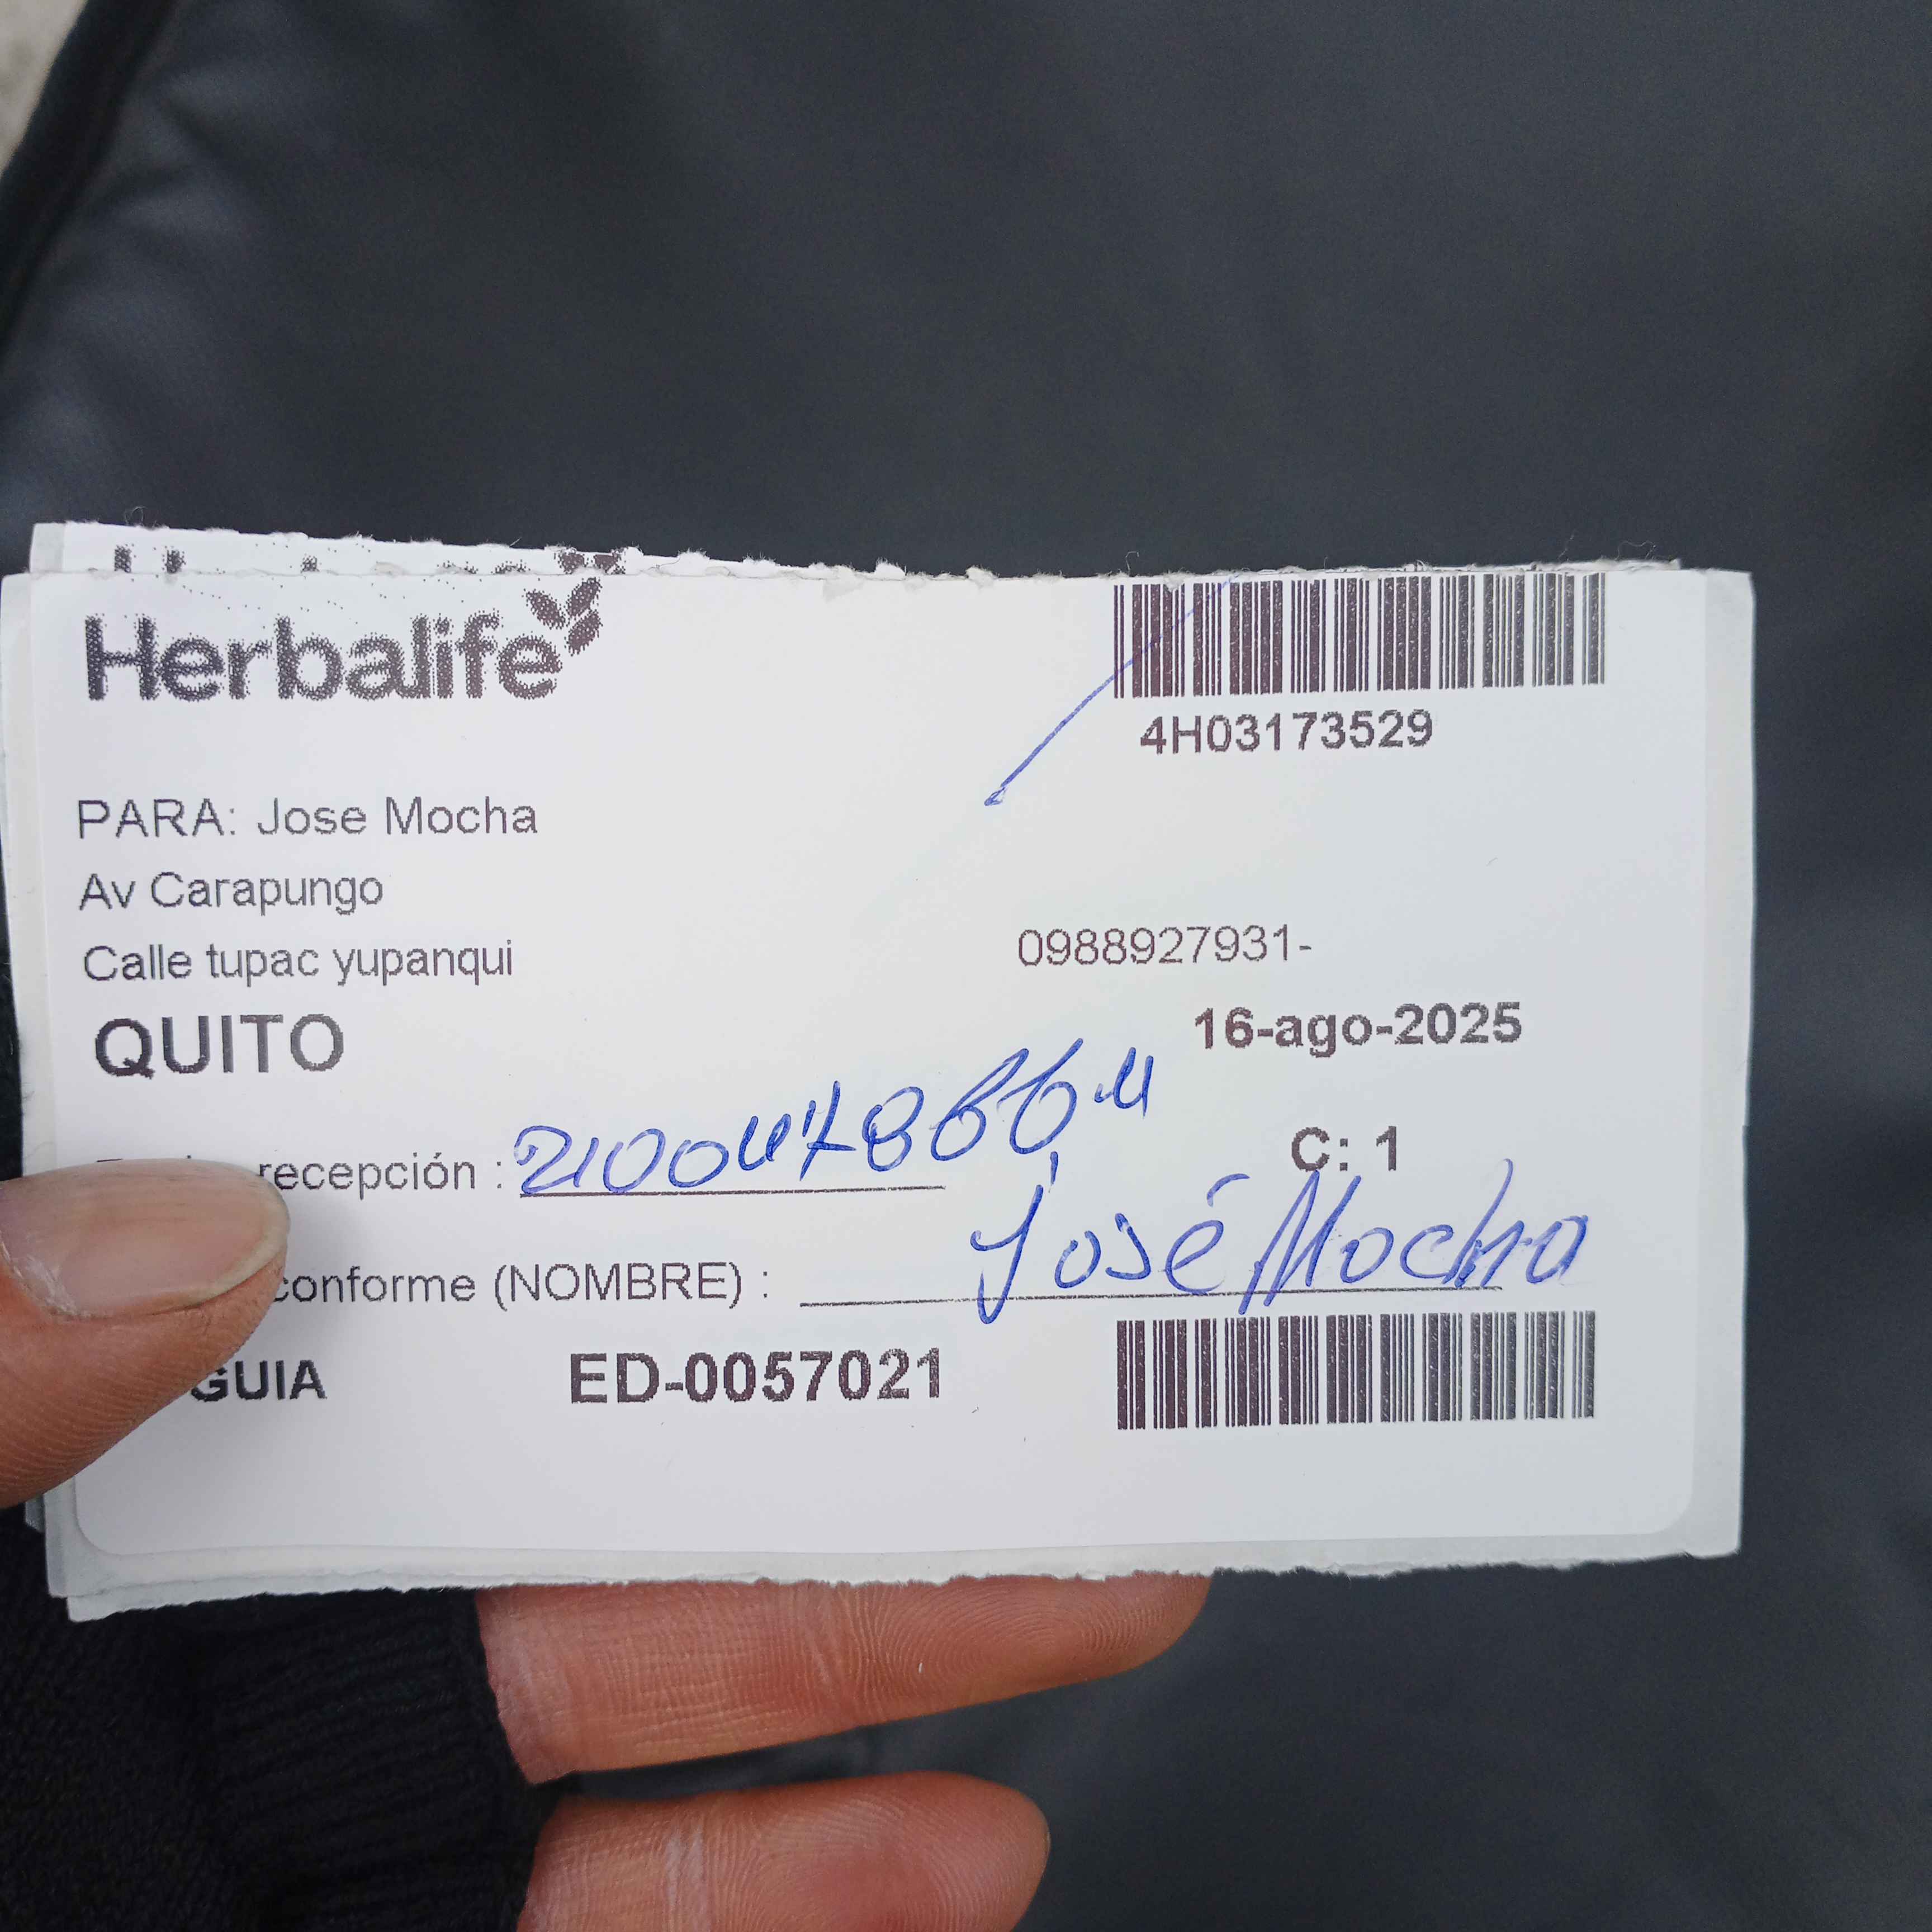 Herbalife
4H03173529
PARA: Jose Mocha
Av Carapungo
Calle tupac yupanqui
0988927931-
QUITO
16-ago-2025
recepción :
C: 1
conforme (NOMBRE) : José Mocha
GUIA ED-0057021